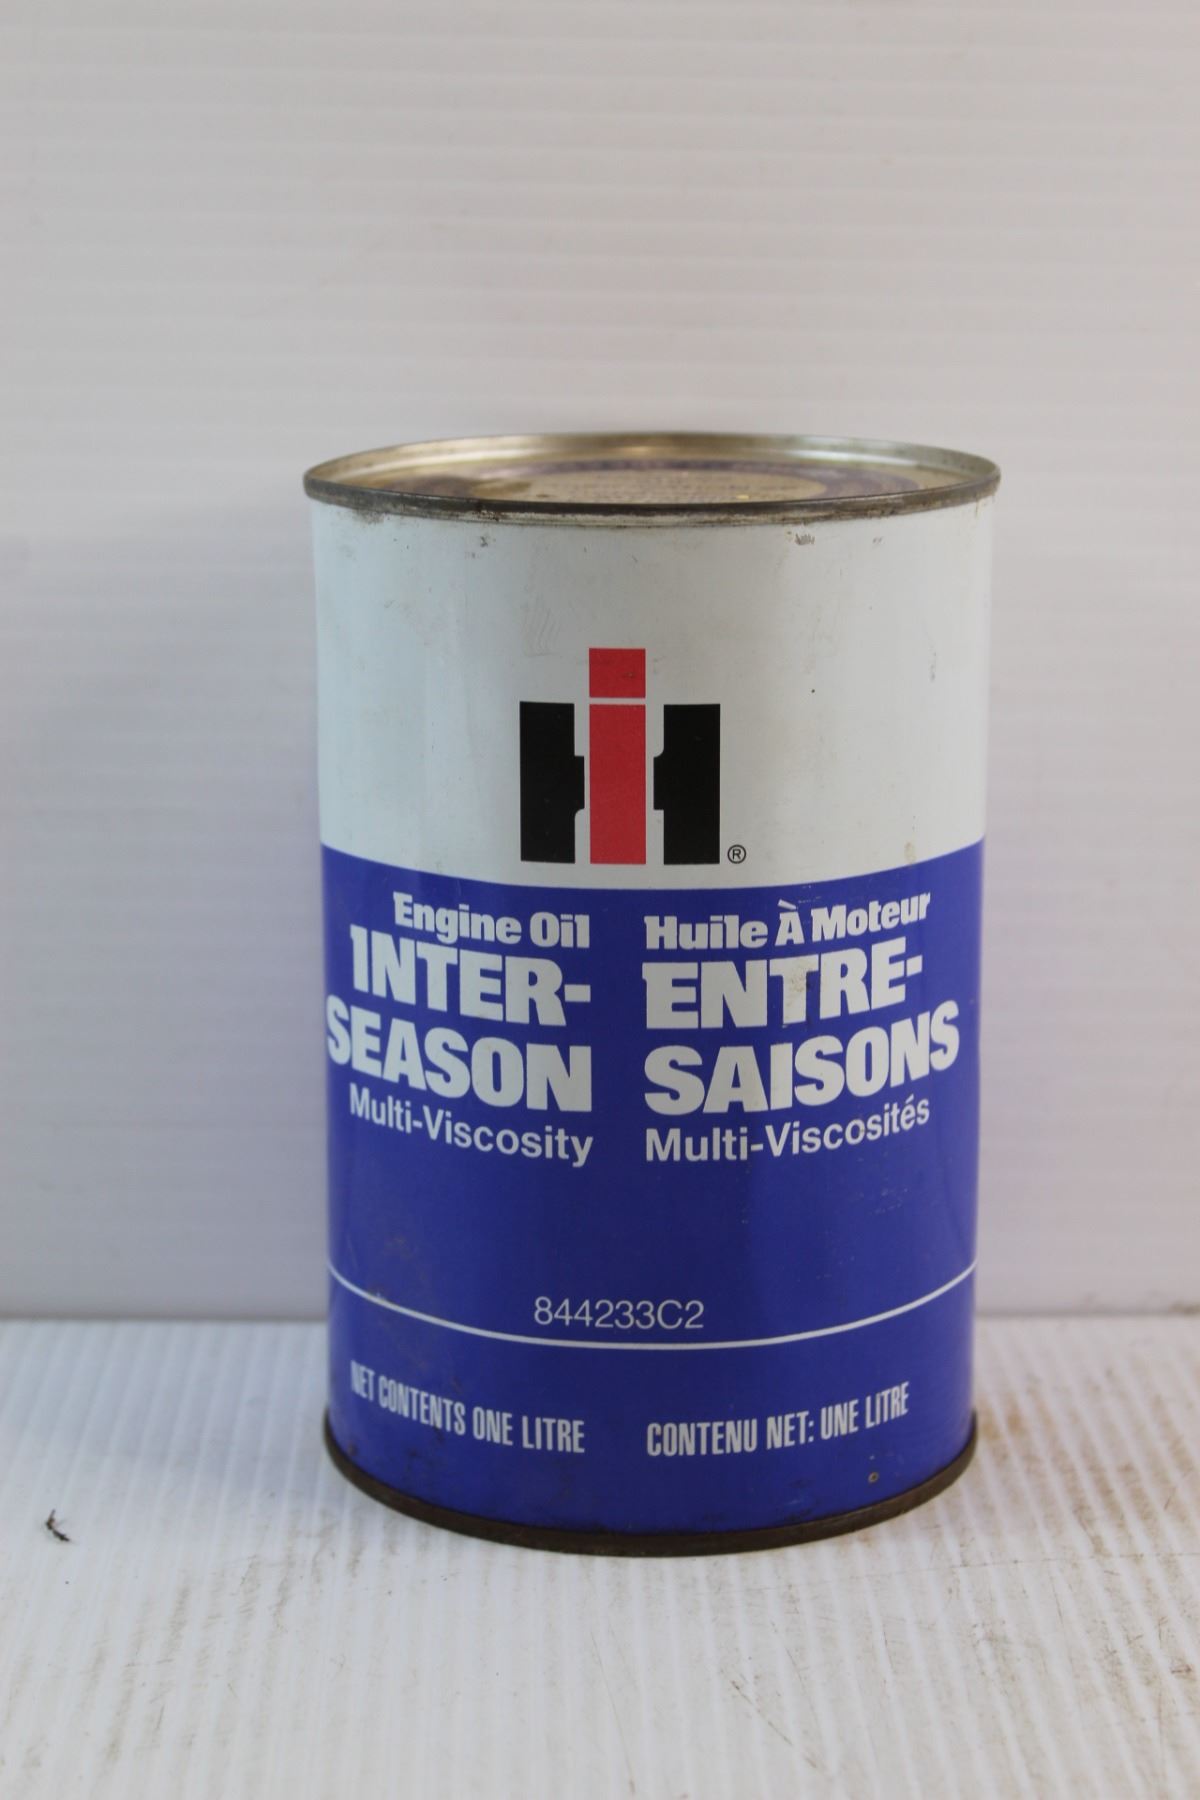 IH ®
Engine Oil
INTER-
SEASON
Multi-Viscosity
Huile À Moteur
ENTRE-
SAISONS
Multi-Viscosités
844233C2
NET CONTENTS ONE LITRE
CONTENU NET: UNE LITRE